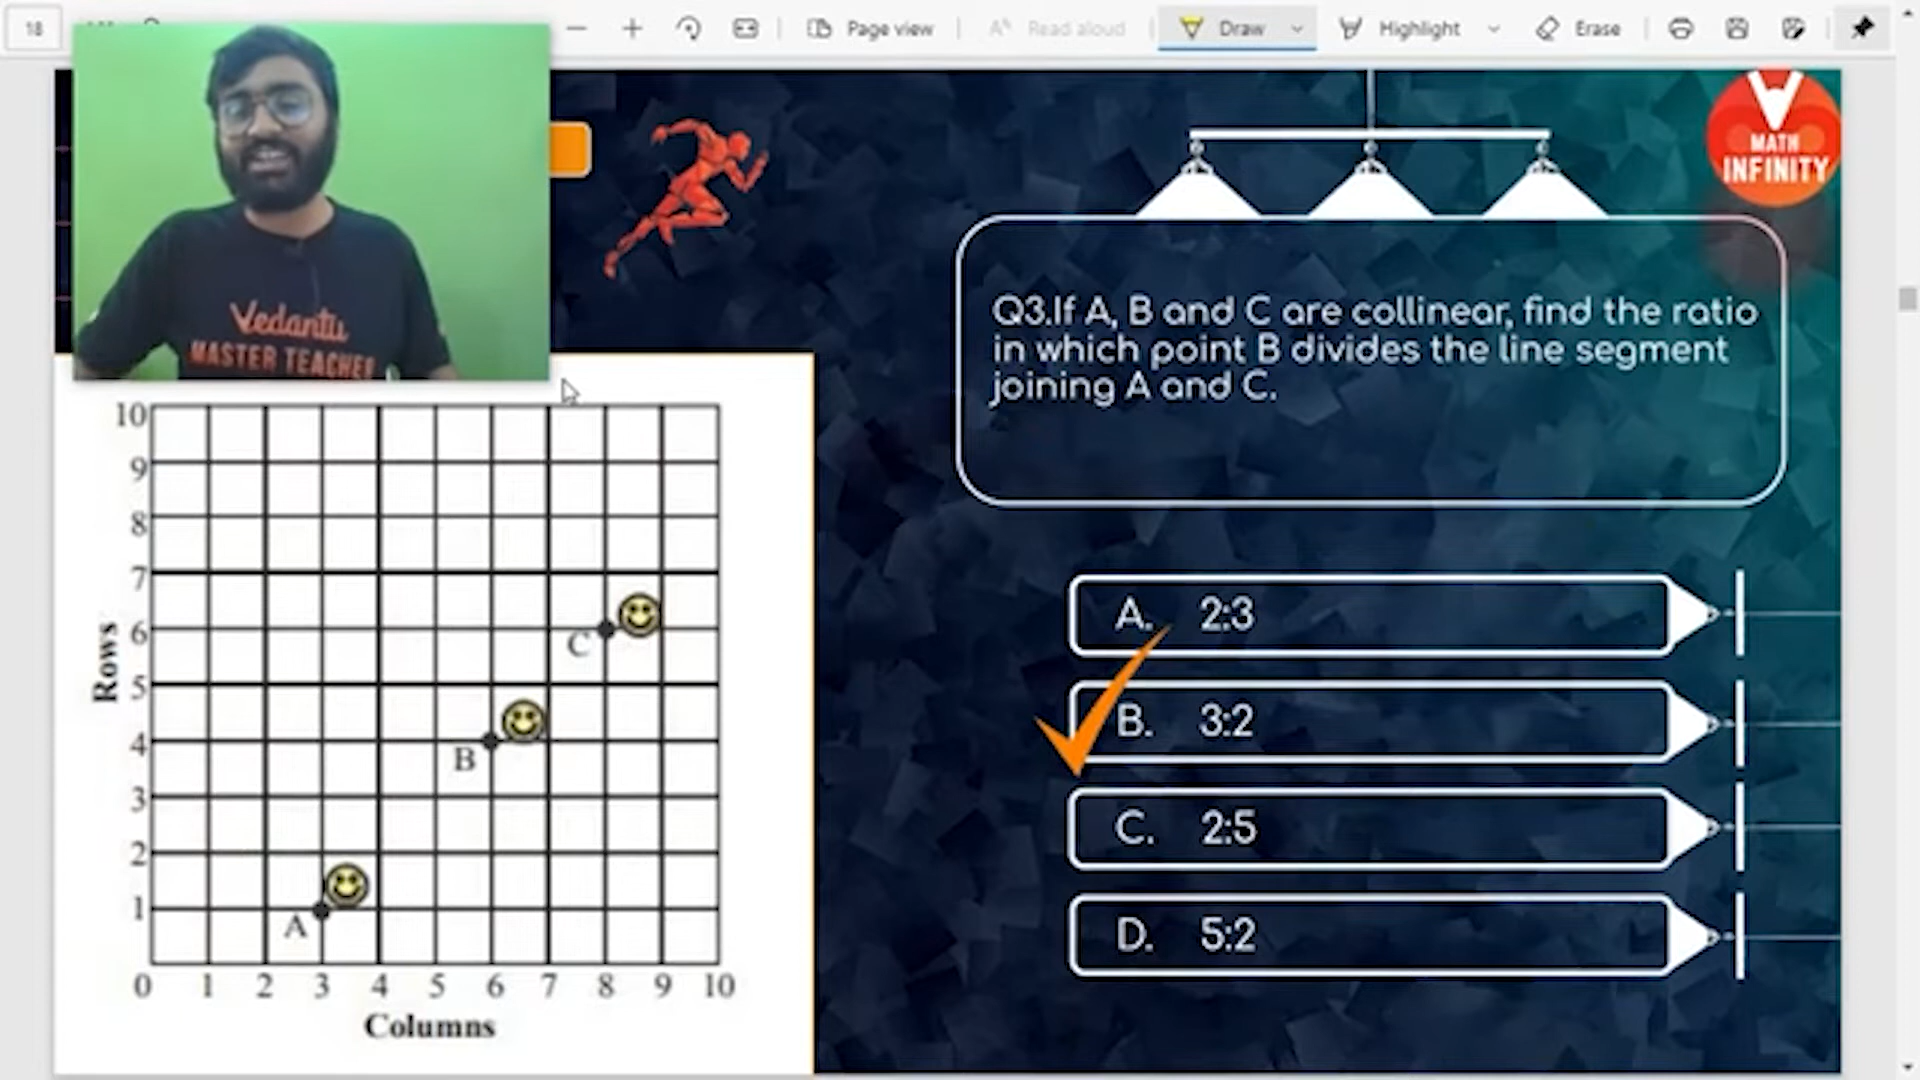 18
Page view
Read aloud
Draw
Highlight
Erase
MATH
INFINITY
Vedantu
MASTER TEACHER
Q3.If A, B and C are collinear, find the ratio
in which point B divides the line segment
joining A and C.
A. 2:3
B. 3:2
C. 2:5
D. 5:2
10
9
8
7
6
5
4
3
2
1
Rows
C
B
A
0 1 2 3 4 5 6 7 8 9 10
Columns